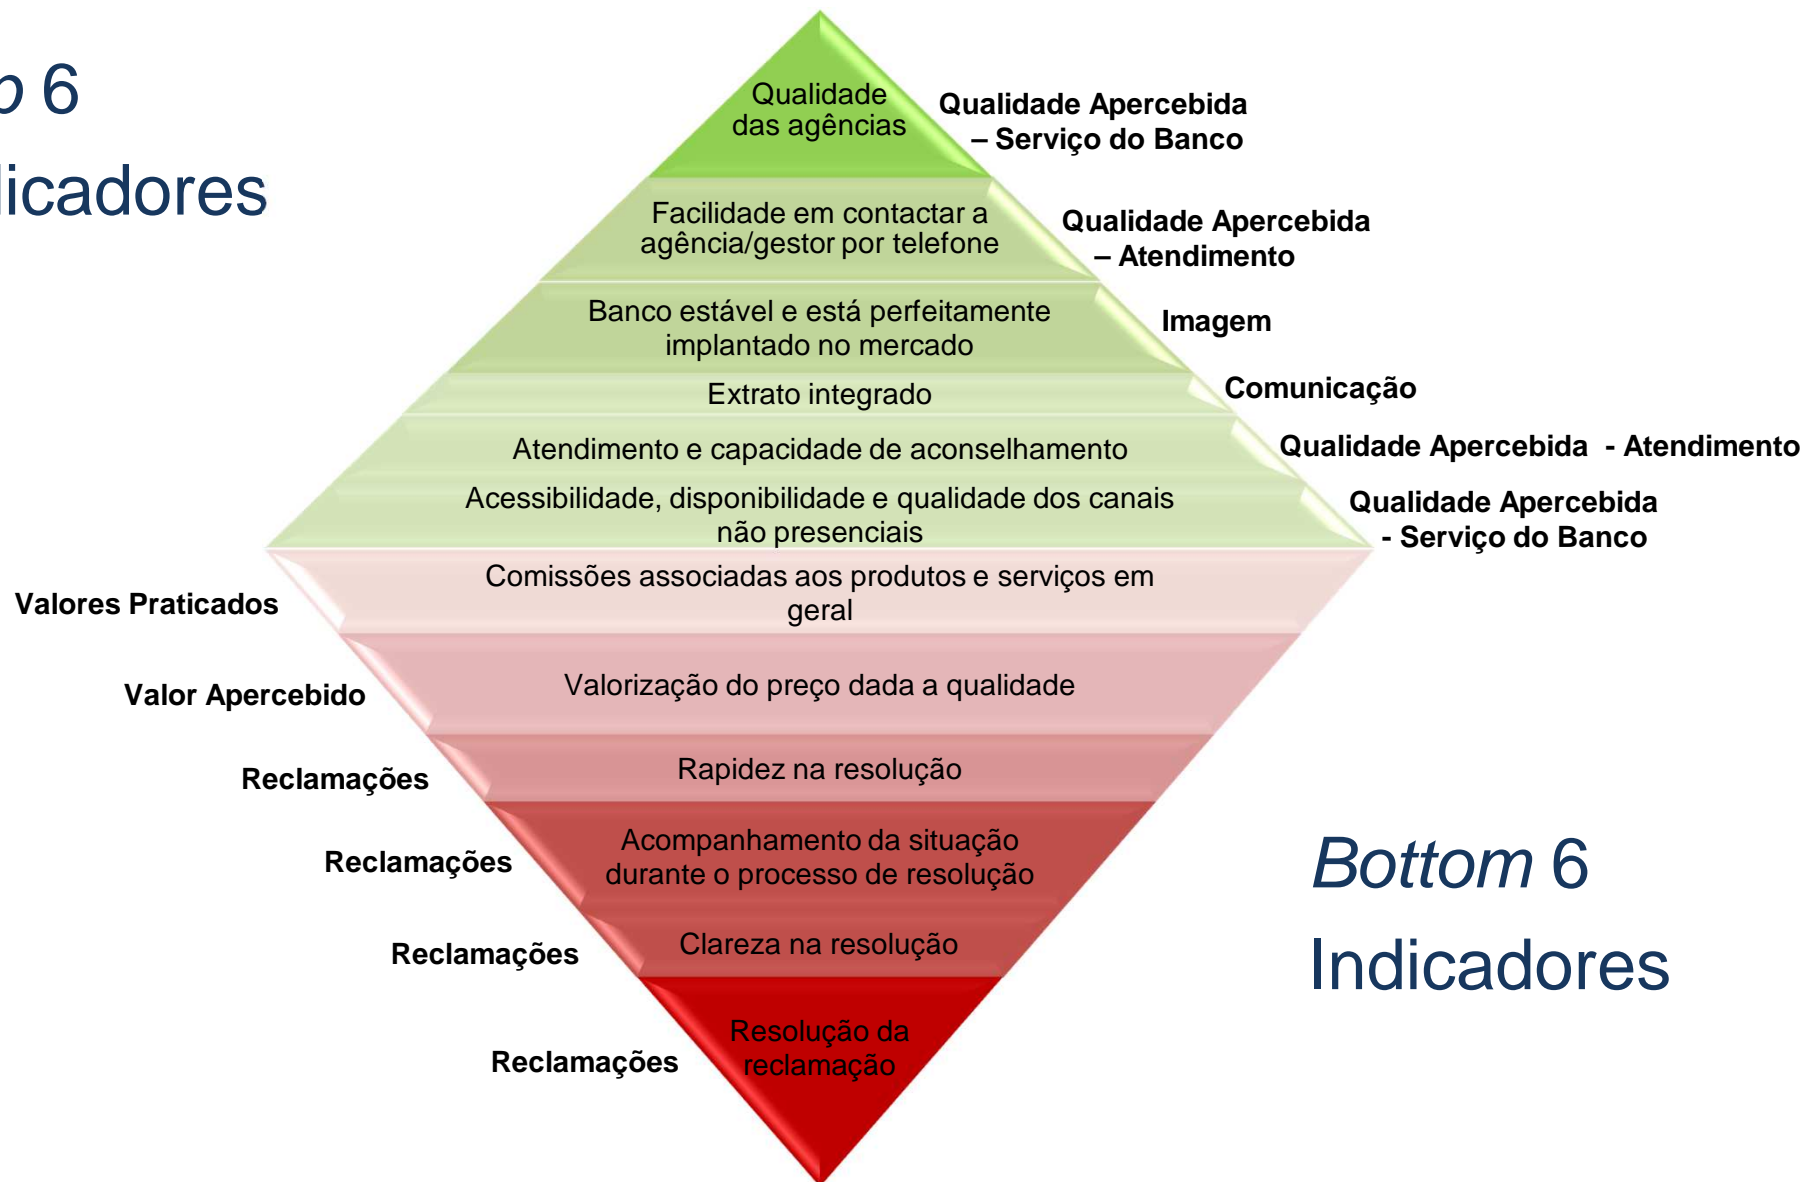 6
Qualidade
das agências
Qualidade Apercebida
– Serviço do Banco
Facilidade em contactar a
agência/gestor por telefone
Qualidade Apercebida
– Atendimento
Banco estável e está perfeitamente
implantado no mercado
Imagem
Extrato integrado
Comunicação
Atendimento e capacidade de aconselhamento
Qualidade Apercebida - Atendimento
Acessibilidade, disponibilidade e qualidade dos canais
não presenciais
Qualidade Apercebida
- Serviço do Banco
Comissões associadas aos produtos e serviços em
geral
Valores Praticados
Valorização do preço dada a qualidade
Valor Apercebido
Rapidez na resolução
Reclamações
Acompanhamento da situação
durante o processo de resolução
Reclamações
Clareza na resolução
Reclamações
Resolução da
reclamação
Reclamações
Bottom 6
Indicadores